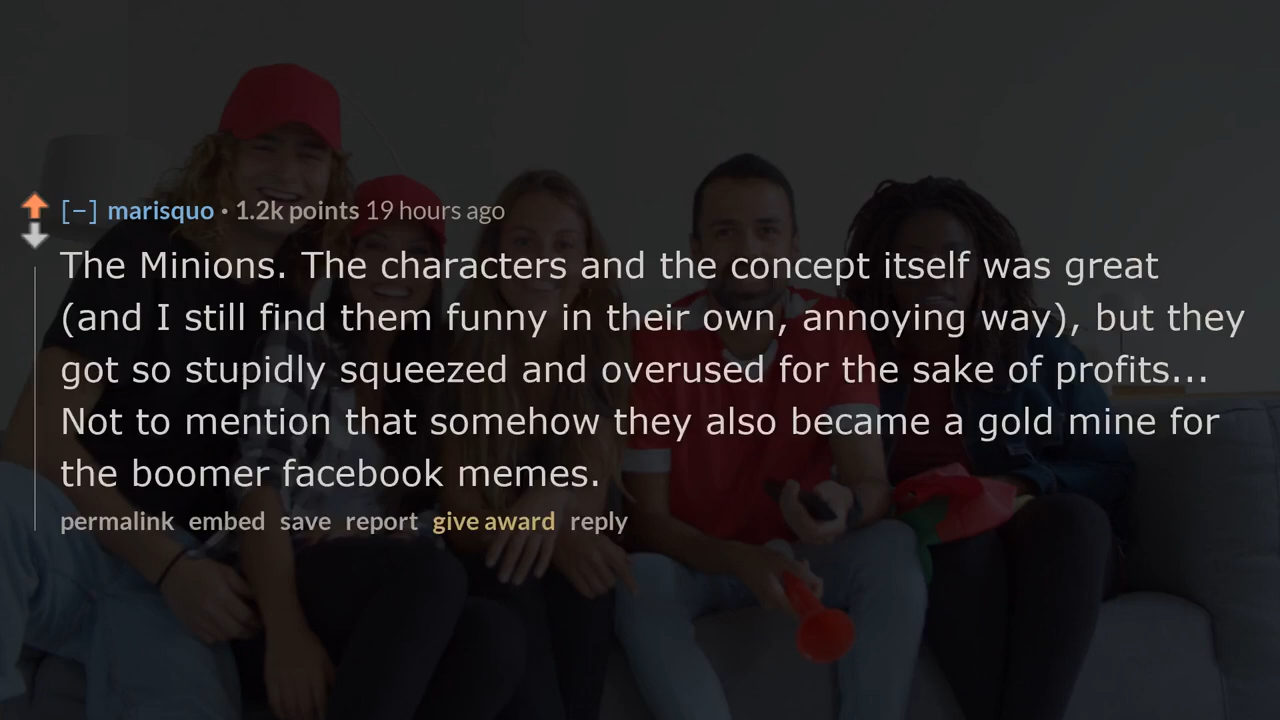 [−] marisquo • 1.2k points 19 hours ago
The Minions. The characters and the concept itself was great
(and I still find them funny in their own, annoying way), but they
got so stupidly squeezed and overused for the sake of profits...
Not to mention that somehow they also became a gold mine for
the boomer facebook memes.
permalink embed save report give award reply